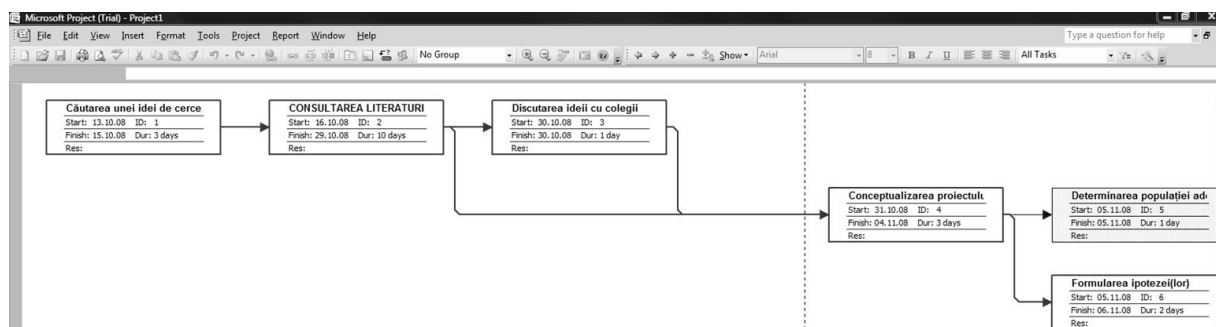 Microsoft Project (Trial) - Project1
File Edit View Insert Format Tools Project Report Window Help
Type a question for help
No Group
Show
Arial
8
B I U
All Tasks
Căutarea unei idei de cerce
Start: 13.10.08 ID: 1
Finish: 15.10.08 Dur: 3 days
Res:
CONSULTAREA LITERATURI
Start: 16.10.08 ID: 2
Finish: 29.10.08 Dur: 10 days
Res:
Discutarea ideii cu colegii
Start: 30.10.08 ID: 3
Finish: 30.10.08 Dur: 1 day
Res:
Conceptualizarea proiectulu
Start: 31.10.08 ID: 4
Finish: 04.11.08 Dur: 3 days
Res:
Determinarea populației ad
Start: 05.11.08 ID: 5
Finish: 05.11.08 Dur: 1 day
Res:
Formularea ipotezei(lor)
Start: 05.11.08 ID: 6
Finish: 06.11.08 Dur: 2 days
Res: